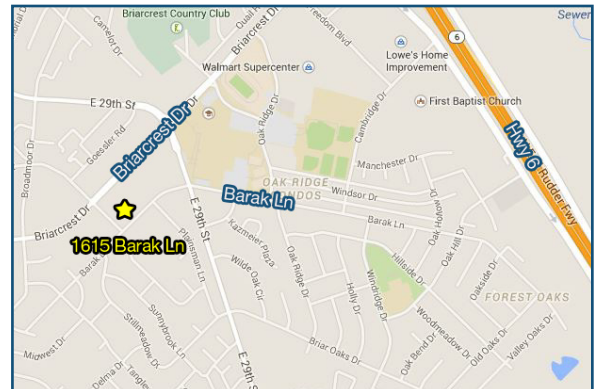 Briarcrest Country Club
Camelot Dr
Quail
Briarcrest Dr
Freedom Blvd
Sewer
6
Walmart Supercenter
Lowe's Home
Improvement
E 29th St
Oak Ridge Dr
Cambridge Dr
First Baptist Church
Broadmoor Dr
Goessler Rd
Briarcrest Dr
Hwy 6
Rudder Fwy
Manchester Dr
OAK RIDGE
CONDOS
Windsor Dr
Barak Ln
Barak Ln
Oak Hollow Dr
Oak Hill Dr
Briarcrest Dr
E 29th St
Kazmeier Plaza
1615 Barak Ln
Plainsman Ln
Wilde Oak Cir
Oak Ridge Dr
Holly Dr
Windridge Dr
Hillside Dr
Oakside Dr
FOREST OAKS
Woodmeadow Dr
Sunnybrook Ln
Stillmeadow Dr
Briar Oaks Dr
Oak Bend Dr
Old Oaks Dr
Valley Oaks Dr
Midwest Dr
Delma Dr
E 29th St